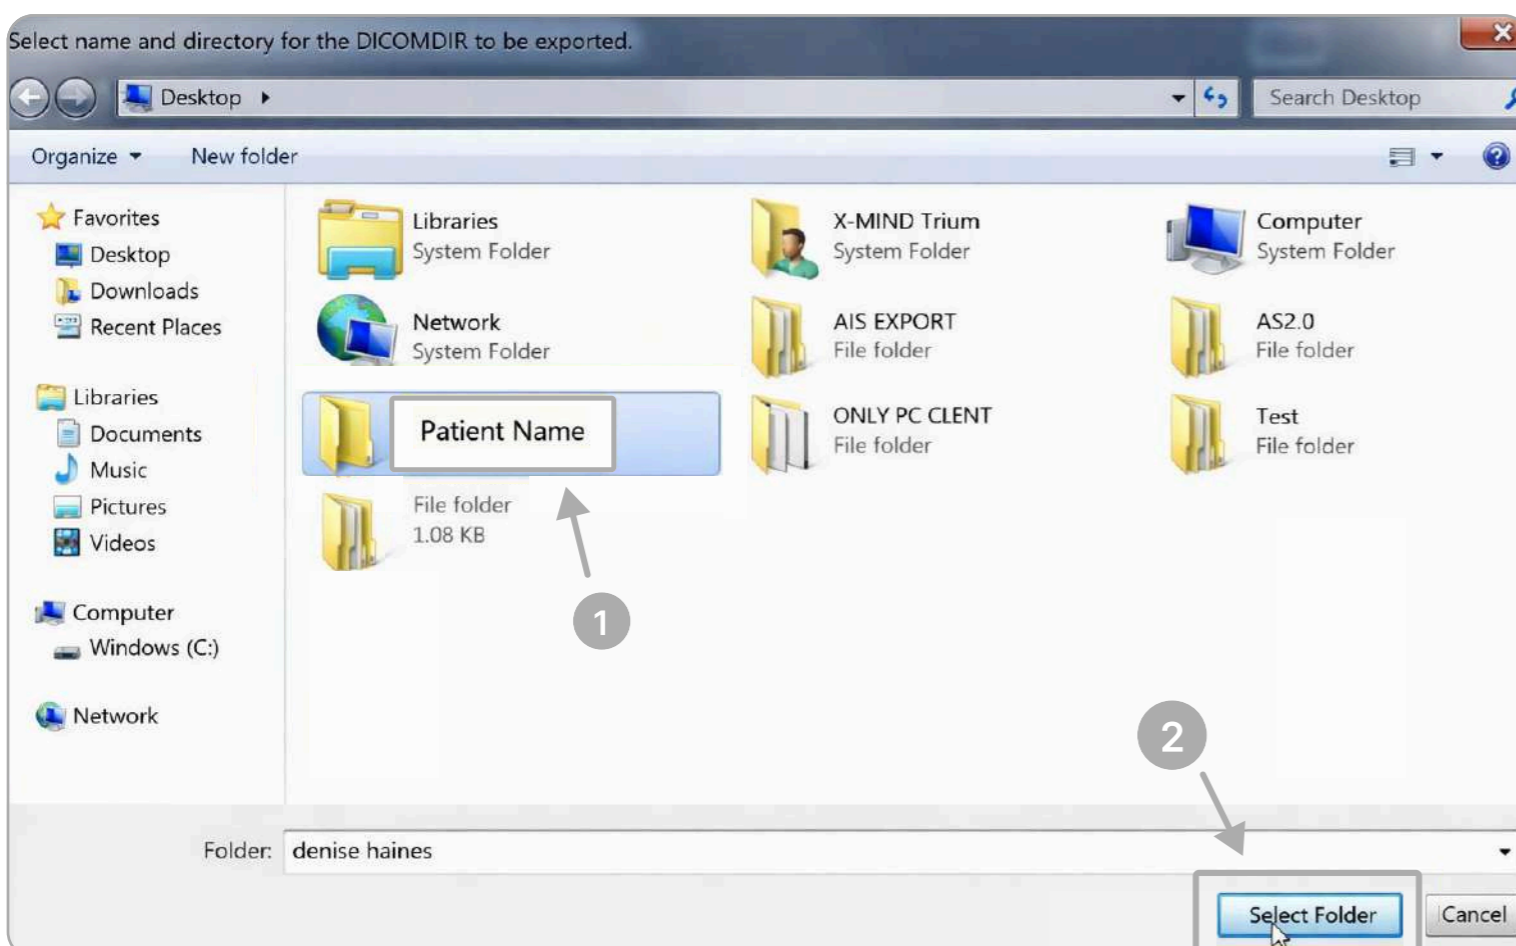 Select name and directory for the DICOMDIR to be exported.
Desktop
Search Desktop
Organize
New folder
Favorites
Desktop
Downloads
Recent Places
Libraries
Documents
Music
Pictures
Videos
Computer
Windows (C:)
Network
Libraries
System Folder
X-MIND Trium
System Folder
Computer
System Folder
Network
System Folder
AIS EXPORT
File folder
AS2.0
File folder
Patient Name
ONLY PC CLENT
File folder
Test
File folder
File folder
1.08 KB
1
2
Folder:
denise haines
Select Folder
Cancel